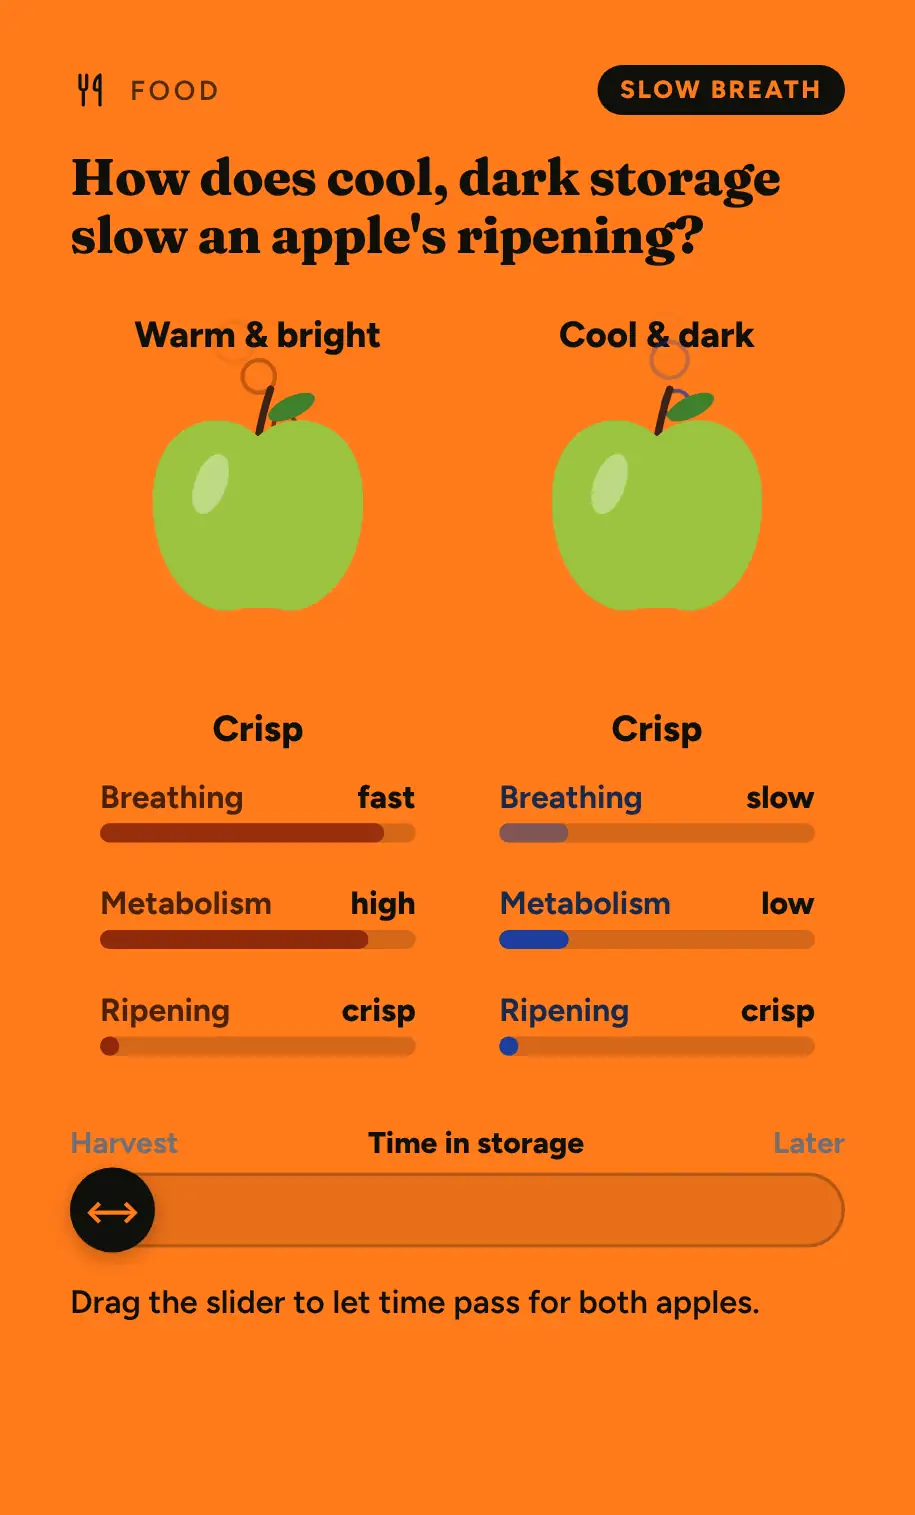 FOOD
SLOW BREATH
How does cool, dark storage
slow an apple's ripening?
Warm & bright
Cool & dark
Crisp
Crisp
Breathing fast
Breathing slow
Metabolism high
Metabolism low
Ripening crisp
Ripening crisp
Harvest
Time in storage
Later
Drag the slider to let time pass for both apples.